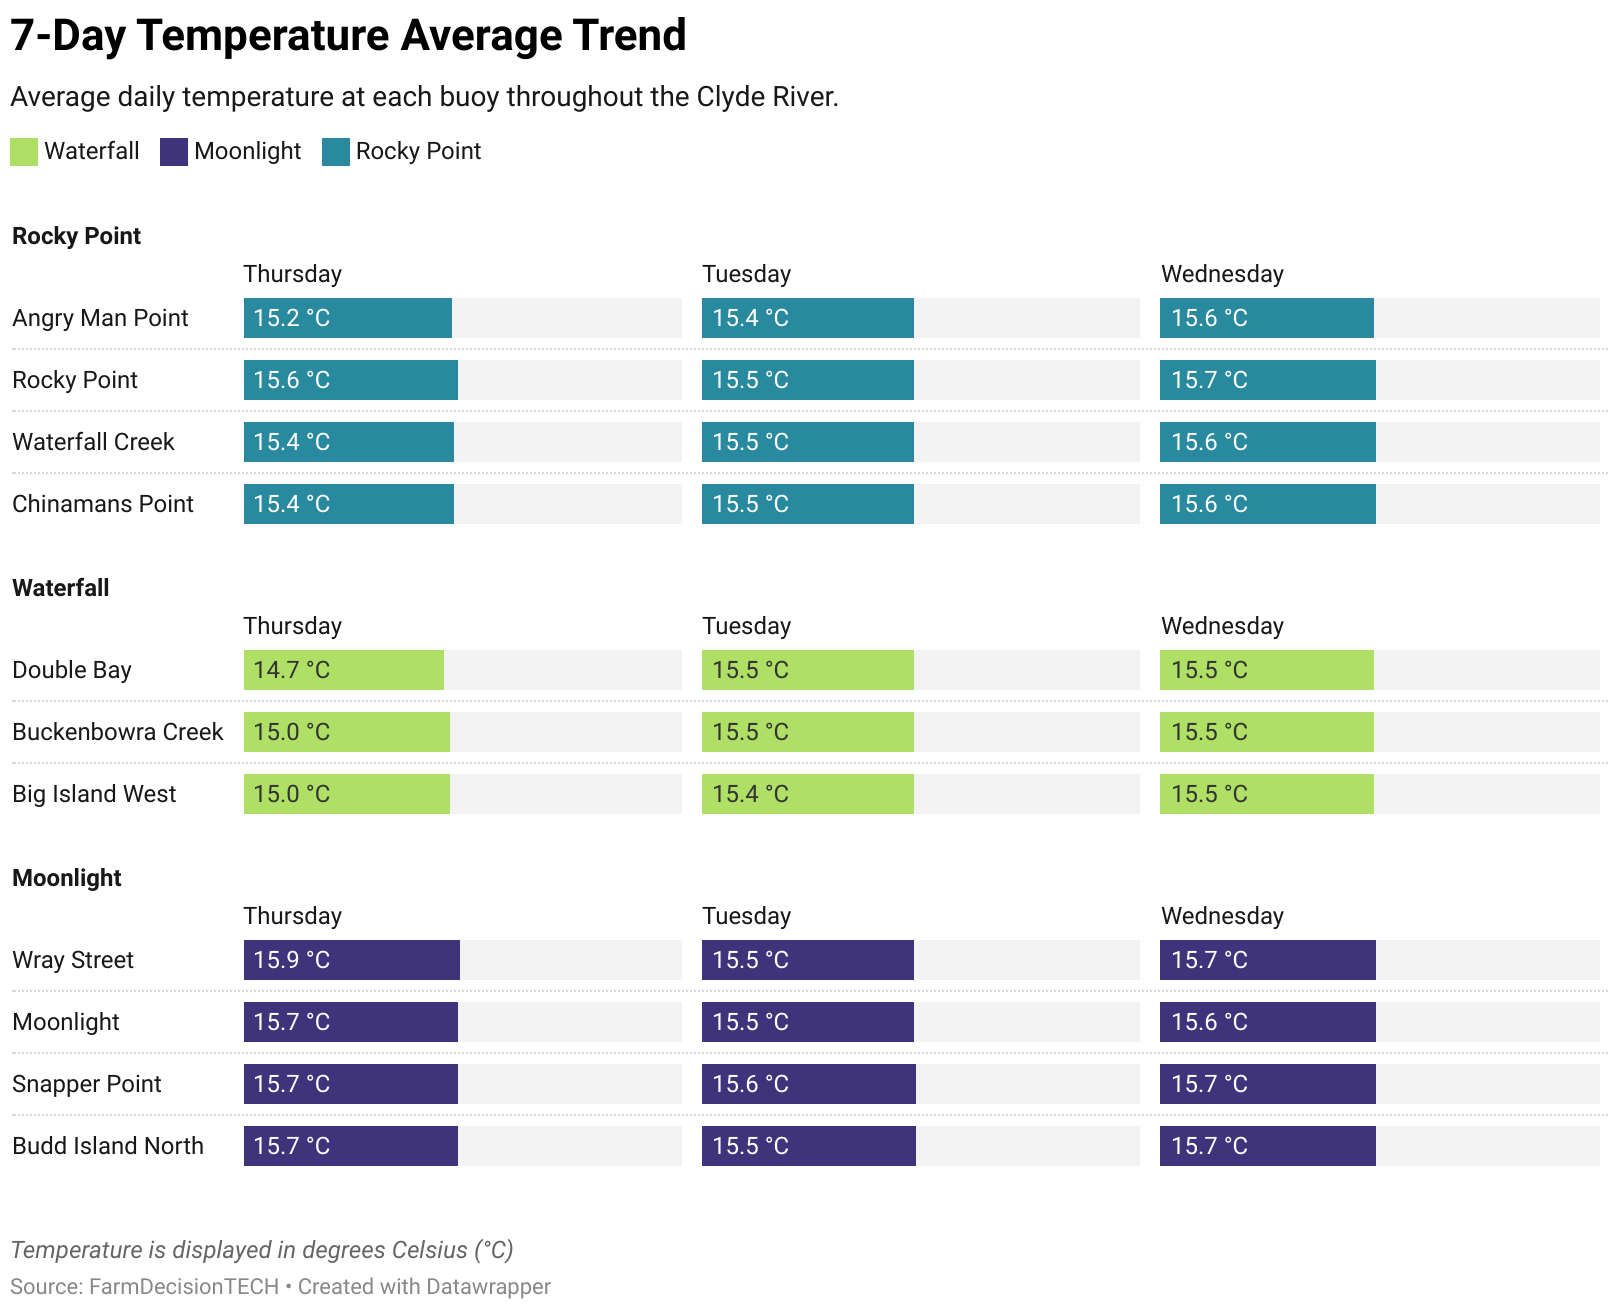 7-Day Temperature Average Trend
Average daily temperature at each buoy throughout the Clyde River.
Waterfall Moonlight Rocky Point
Rocky Point
Thursday Tuesday Wednesday
Angry Man Point 15.2 °C 15.4 °C 15.6 °C
Rocky Point 15.6 °C 15.5 °C 15.7 °C
Waterfall Creek 15.4 °C 15.5 °C 15.6 °C
Chinamans Point 15.4 °C 15.5 °C 15.6 °C
Waterfall
Thursday Tuesday Wednesday
Double Bay 14.7 °C 15.5 °C 15.5 °C
Buckenbowra Creek 15.0 °C 15.5 °C 15.5 °C
Big Island West 15.0 °C 15.4 °C 15.5 °C
Moonlight
Thursday Tuesday Wednesday
Wray Street 15.9 °C 15.5 °C 15.7 °C
Moonlight 15.7 °C 15.5 °C 15.6 °C
Snapper Point 15.7 °C 15.6 °C 15.7 °C
Budd Island North 15.7 °C 15.5 °C 15.7 °C
Temperature is displayed in degrees Celsius (°C)
Source: FarmDecisionTECH • Created with Datawrapper